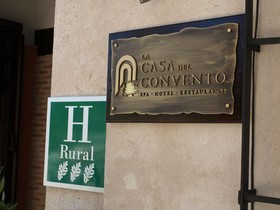 LA
CASA DEL
CONVENTO
SPA - HOTEL - RESTAURANTE
H
Rural